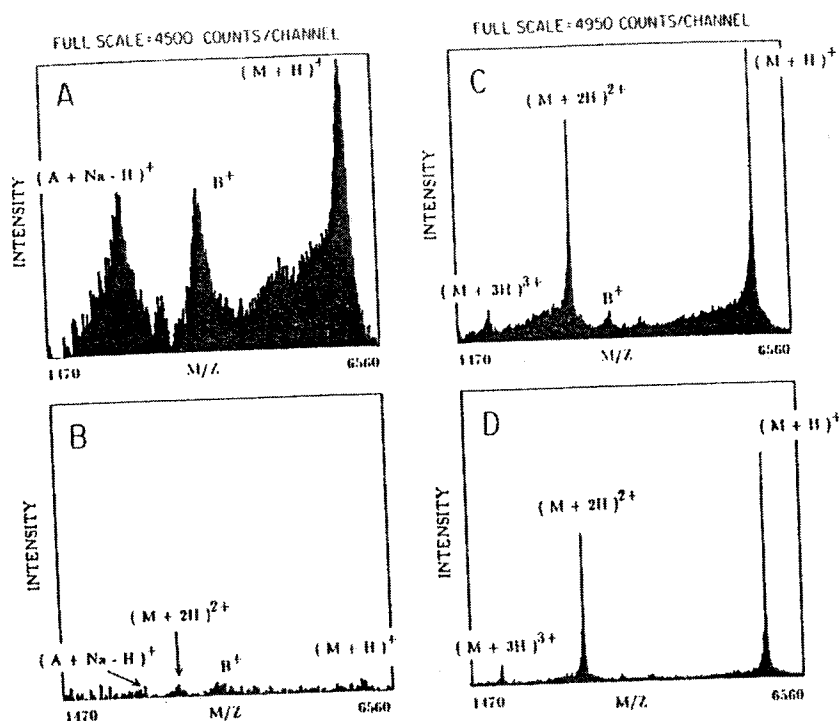 FULL SCALE=4500 COUNTS/CHANNEL
A
( M + H )⁺
( A + Na - H )⁺
B⁺
INTENSITY
1470
M/Z
6560
FULL SCALE=4950 COUNTS/CHANNEL
C
( M + H )⁺
( M + 2H )²⁺
( M + 3H )³⁺
B⁺
INTENSITY
1470
M/Z
6560
B
( M + 2H )²⁺
( A + Na - H )⁺
B⁺
( M + H )⁺
INTENSITY
1470
M/Z
6560
D
( M + H )⁺
( M + 2H )²⁺
( M + 3H )³⁺
INTENSITY
1470
M/Z
6560